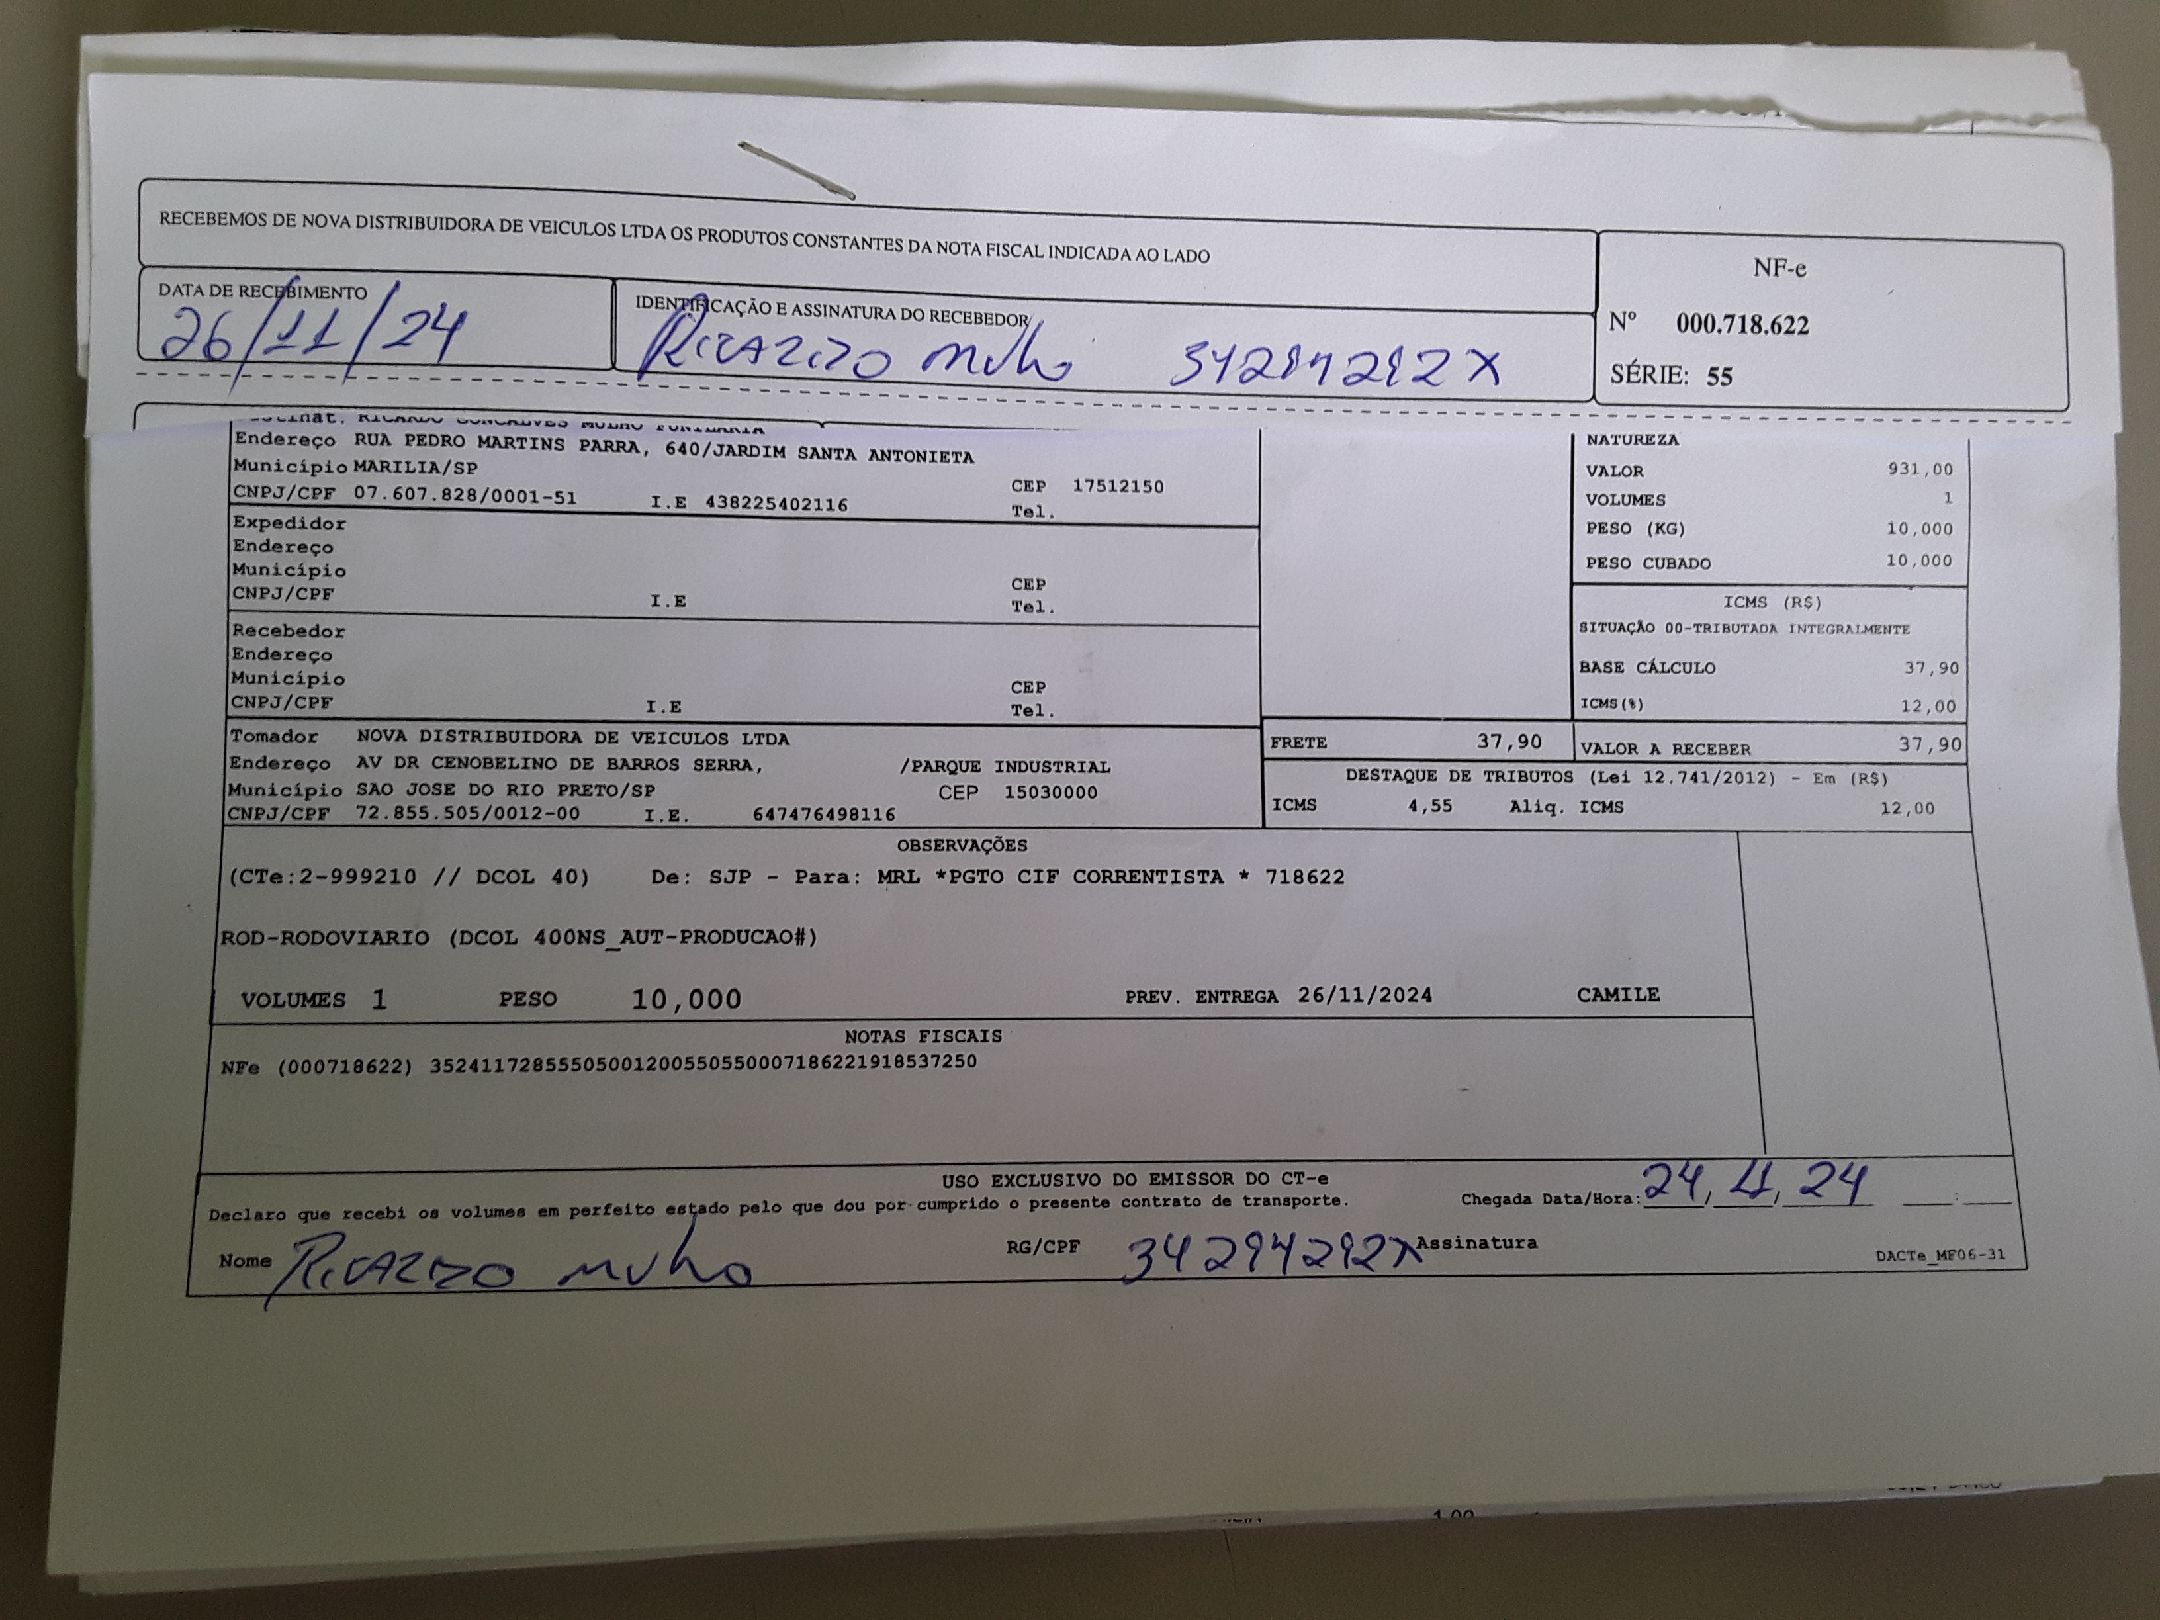 RECEBEMOS DE NOVA DISTRIBUIDORA DE VEICULOS LTDA OS PRODUTOS CONSTANTES DA NOTA FISCAL INDICADA AO LADO
NF-e
Nº 000.718.622
SÉRIE: 55
DATA DE RECEBIMENTO
26/11/24
IDENTIFICAÇÃO E ASSINATURA DO RECEBEDOR
Ricardo Mulho 34294292X
RICARDO GONCALVES MULHO FUNILARIA
Endereço RUA PEDRO MARTINS PARRA, 640/JARDIM SANTA ANTONIETA
Município MARILIA/SP
CEP 17512150
CNPJ/CPF 07.607.828/0001-51 I.E 438225402116
Tel.
Expedidor
Endereço
Município
CEP
CNPJ/CPF I.E
Tel.
Recebedor
Endereço
Município
CEP
CNPJ/CPF I.E
Tel.
Tomador NOVA DISTRIBUIDORA DE VEICULOS LTDA
Endereço AV DR CENOBELINO DE BARROS SERRA, /PARQUE INDUSTRIAL
Município SAO JOSE DO RIO PRETO/SP CEP 15030000
CNPJ/CPF 72.855.505/0012-00 I.E. 647476498116
NATUREZA
VALOR 931,00
VOLUMES 1
PESO (KG) 10,000
PESO CUBADO 10,000
ICMS (R$)
SITUAÇÃO 00-TRIBUTADA INTEGRALMENTE
BASE CÁLCULO 37,90
ICMS(%) 12,00
FRETE 37,90 VALOR A RECEBER 37,90
DESTAQUE DE TRIBUTOS (Lei 12.741/2012) - Em (R$)
ICMS 4,55 Aliq. ICMS 12,00
OBSERVAÇÕES
(CTe:2-999210 // DCOL 40) De: SJP - Para: MRL *PGTO CIF CORRENTISTA * 718622
ROD-RODOVIARIO (DCOL 400NS_AUT-PRODUCAO#)
VOLUMES 1 PESO 10,000 PREV. ENTREGA 26/11/2024 CAMILE
NOTAS FISCAIS
NFe (000718622) 35241172855505001200550550007186221918537250
USO EXCLUSIVO DO EMISSOR DO CT-e
Declaro que recebi os volumes em perfeito estado pelo que dou por cumprido o presente contrato de transporte.
Chegada Data/Hora: 24, 11, 24 :
Nome Ricardo Mulho RG/CPF 34294292X Assinatura
DACTe_MF06-31
1,00